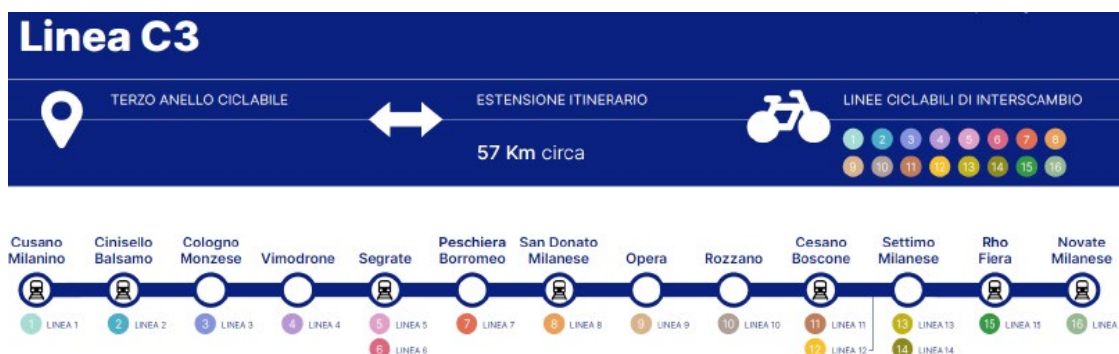 Linea C3
TERZO ANELLO CICLABILE
ESTENSIONE ITINERARIO
57 Km circa
LINEE CICLABILI DI INTERSCAMBIO
1 2 3 4 5 6 7 8
9 10 11 12 13 14 15 16
Cusano
Milanino
Cinisello
Balsamo
Cologno
Monzese
Vimodrone
Segrate
Peschiera
Borromeo
San Donato
Milanese
Opera
Rozzano
Cesano
Boscone
Settimo
Milanese
Rho
Fiera
Novate
Milanese
1 LINEA 1
2 LINEA 2
3 LINEA 3
4 LINEA 4
5 LINEA 5
6 LINEA 6
7 LINEA 7
8 LINEA 8
9 LINEA 9
10 LINEA 10
11 LINEA 11
12 LINEA 12
13 LINEA 13
14 LINEA 14
15 LINEA 15
16 LINEA